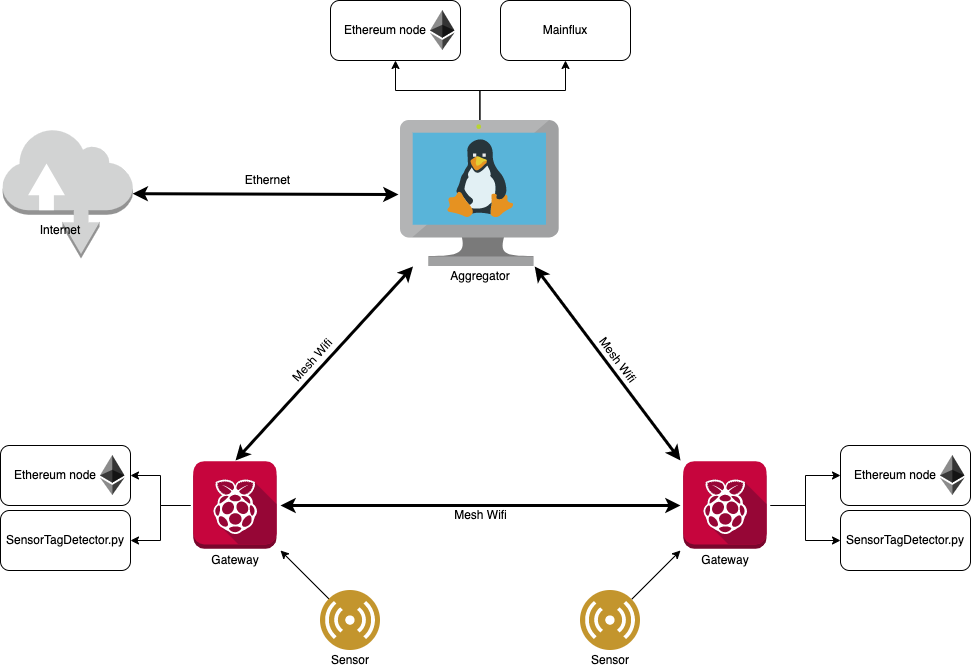 Ethereum node
Mainflux
Ethernet
Internet
Aggregator
Mesh Wifi
Mesh Wifi
Ethereum node
Ethereum node
Mesh Wifi
SensorTagDetector.py
SensorTagDetector.py
Gateway
Gateway
Sensor
Sensor